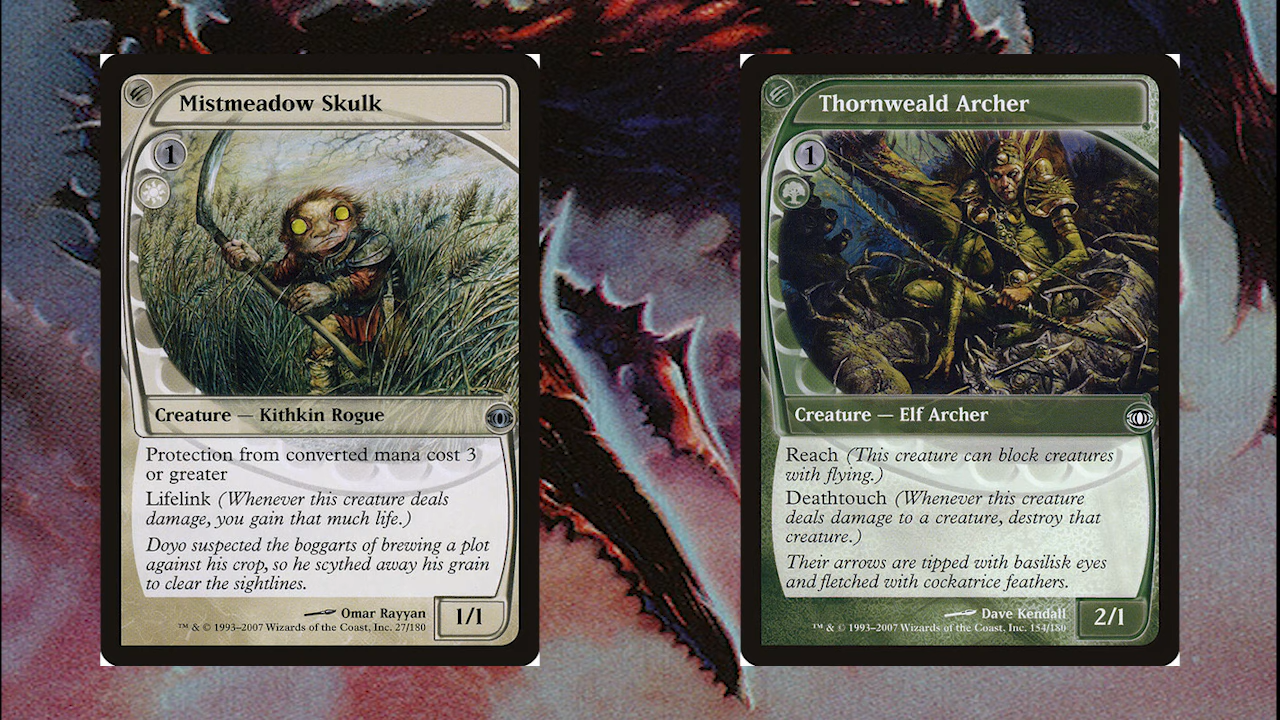 Mistmeadow Skulk
1
Creature — Kithkin Rogue
Protection from converted mana cost 3
or greater
Lifelink (Whenever this creature deals
damage, you gain that much life.)
Doyo suspected the boggarts of brewing a plot
against his crop, so he scythed away his grain
to clear the sightlines.
Omar Rayyan
™ & © 1993–2007 Wizards of the Coast, Inc. 27/180
1/1
Thornweald Archer
1
Creature — Elf Archer
Reach (This creature can block creatures
with flying.)
Deathtouch (Whenever this creature
deals damage to a creature, destroy that
creature.)
Their arrows are tipped with basilisk eyes
and fletched with cockatrice feathers.
Dave Kendall
™ & © 1993–2007 Wizards of the Coast, Inc. 154/180
2/1